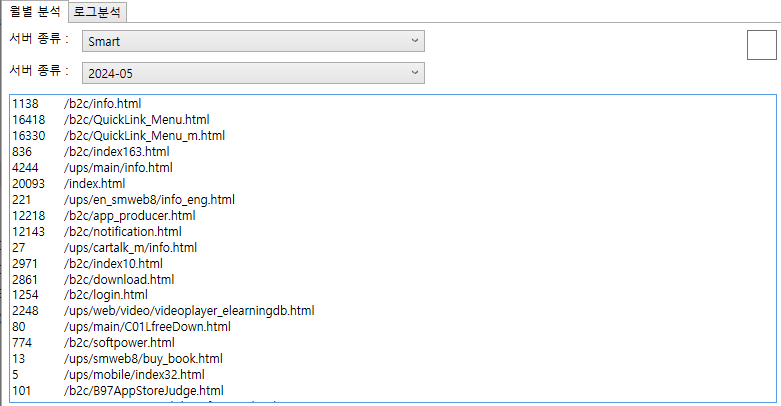 월별 분석 로그분석
서버 종류 : Smart
서버 종류 : 2024-05
1138 /b2c/info.html
16418 /b2c/QuickLink_Menu.html
16330 /b2c/QuickLink_Menu_m.html
836 /b2c/index163.html
4244 /ups/main/info.html
20093 /index.html
221 /ups/en_smweb8/info_eng.html
12218 /b2c/app_producer.html
12143 /b2c/notification.html
27 /ups/cartalk_m/info.html
2971 /b2c/index10.html
2861 /b2c/download.html
1254 /b2c/login.html
2248 /ups/web/video/videoplayer_elearningdb.html
80 /ups/main/C01LfreeDown.html
774 /b2c/softpower.html
13 /ups/smweb8/buy_book.html
5 /ups/mobile/index32.html
101 /b2c/B97AppStoreJudge.html